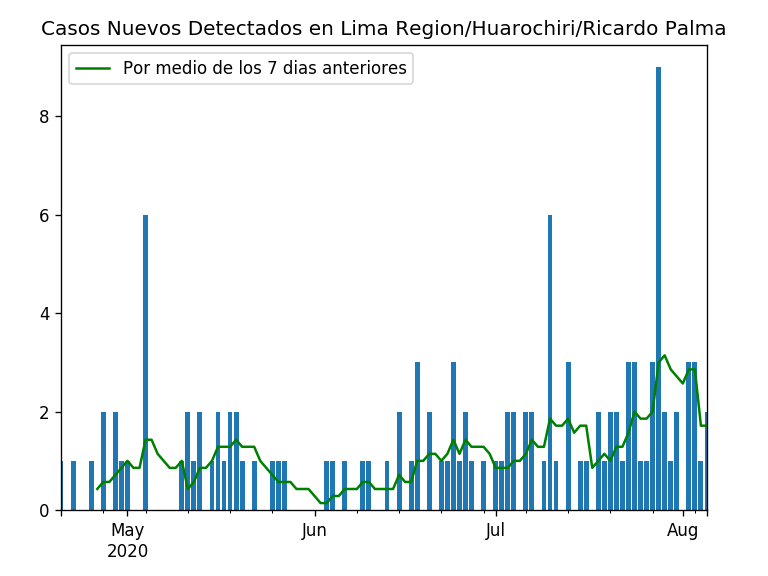 Casos Nuevos Detectados en Lima Region/Huarochiri/Ricardo Palma
Por medio de los 7 dias anteriores
8
6
4
2
0
May Jun Jul Aug
2020